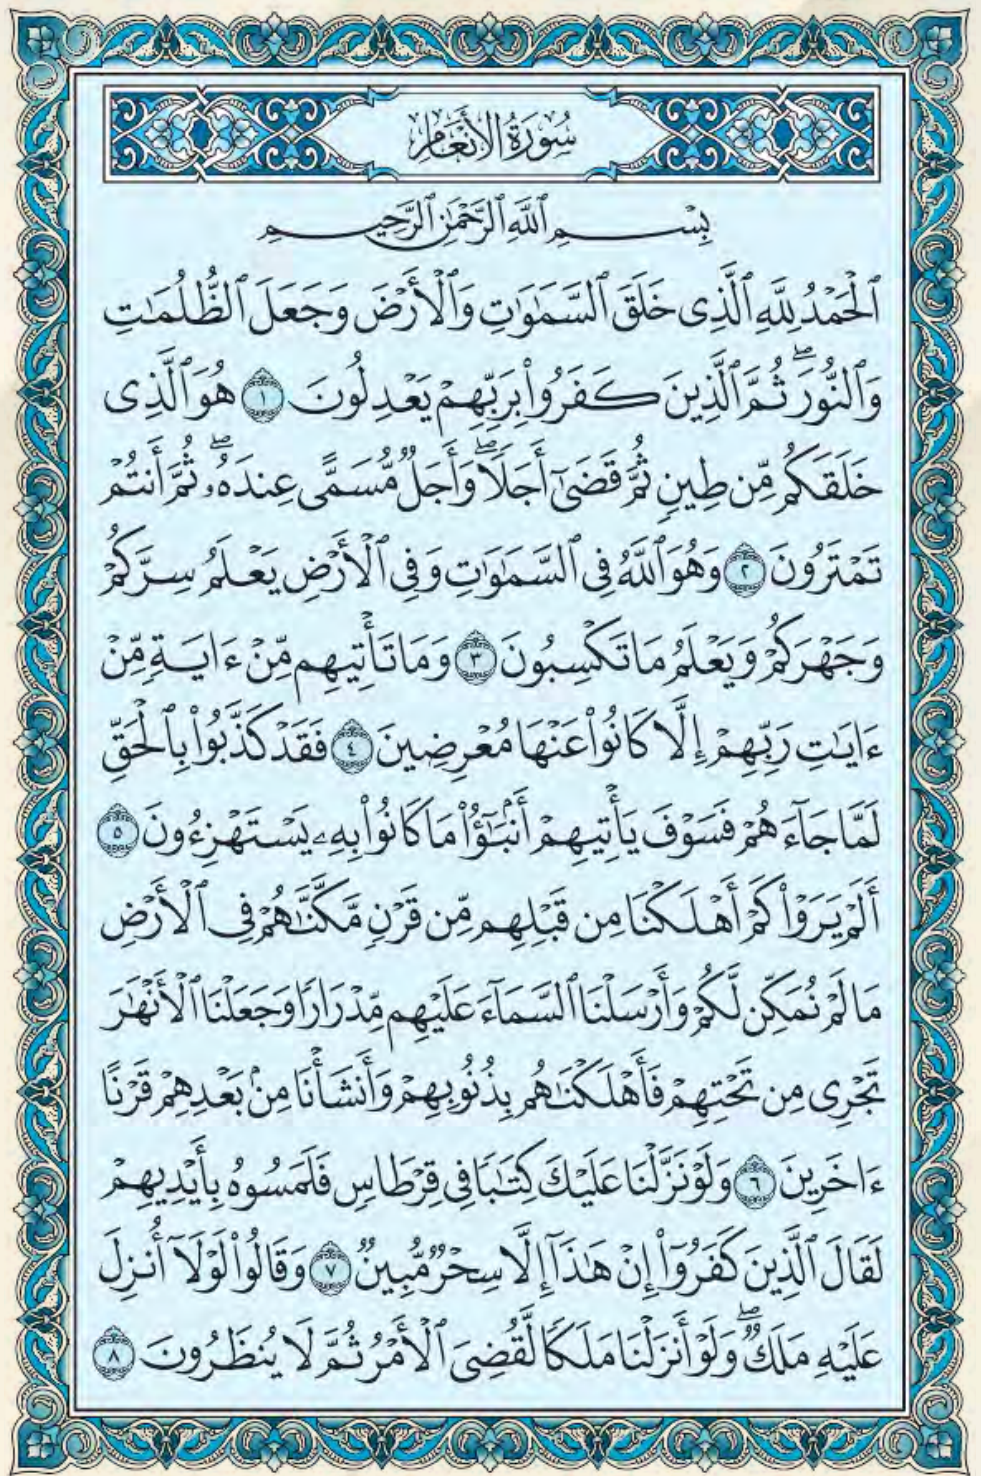 سُورَةُ الأَنْعَامِ
بِسْمِ ٱللَّهِ ٱلرَّحْمَٰنِ ٱلرَّحِيمِ
ٱلْحَمْدُ لِلَّهِ ٱلَّذِى خَلَقَ ٱلسَّمَٰوَٰتِ وَٱلْأَرْضَ وَجَعَلَ ٱلظُّلُمَٰتِ
وَٱلنُّورَ ۖ ثُمَّ ٱلَّذِينَ كَفَرُوا۟ بِرَبِّهِمْ يَعْدِلُونَ ١ هُوَ ٱلَّذِى
خَلَقَكُم مِّن طِينٍ ثُمَّ قَضَىٰٓ أَجَلًا ۖ وَأَجَلٌ مُّسَمًّى عِندَهُۥ ۖ ثُمَّ أَنتُمْ
تَمْتَرُونَ ٢ وَهُوَ ٱللَّهُ فِى ٱلسَّمَٰوَٰتِ وَفِى ٱلْأَرْضِ يَعْلَمُ سِرَّكُمْ
وَجَهْرَكُمْ وَيَعْلَمُ مَا تَكْسِبُونَ ٣ وَمَا تَأْتِيهِم مِّنْ ءَايَةٍ مِّنْ
ءَايَٰتِ رَبِّهِمْ إِلَّا كَانُوا۟ عَنْهَا مُعْرِضِينَ ٤ فَقَدْ كَذَّبُوا۟ بِٱلْحَقِّ
لَمَّا جَآءَهُمْ فَسَوْفَ يَأْتِيهِمْ أَنۢبَٰٓؤُا۟ مَا كَانُوا۟ بِهِۦ يَسْتَهْزِءُونَ ٥
أَلَمْ يَرَوْا۟ كَمْ أَهْلَكْنَا مِن قَبْلِهِم مِّن قَرْنٍ مَّكَّنَّٰهُمْ فِى ٱلْأَرْضِ
مَا لَمْ نُمَكِّن لَّكُمْ وَأَرْسَلْنَا ٱلسَّمَآءَ عَلَيْهِم مِّدْرَارًا وَجَعَلْنَا ٱلْأَنْهَٰرَ
تَجْرِى مِن تَحْتِهِمْ فَأَهْلَكْنَٰهُم بِذُنُوبِهِمْ وَأَنشَأْنَا مِنۢ بَعْدِهِمْ قَرْنًا
ءَاخَرِينَ ٦ وَلَوْ نَزَّلْنَا عَلَيْكَ كِتَٰبًا فِى قِرْطَاسٍ فَلَمَسُوهُ بِأَيْدِيهِمْ
لَقَالَ ٱلَّذِينَ كَفَرُوٓا۟ إِنْ هَٰذَآ إِلَّا سِحْرٌ مُّبِينٌ ٧ وَقَالُوا۟ لَوْلَآ أُنزِلَ
عَلَيْهِ مَلَكٌ ۖ وَلَوْ أَنزَلْنَا مَلَكًا لَّقُضِىَ ٱلْأَمْرُ ثُمَّ لَا يُنظَرُونَ ٨